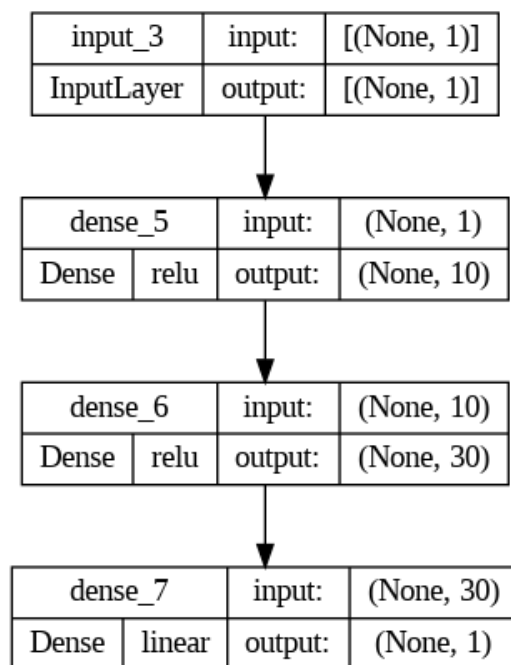 input_3 input: [(None, 1)]
InputLayer output: [(None, 1)]
dense_5 input: (None, 1)
Dense relu output: (None, 10)
dense_6 input: (None, 10)
Dense relu output: (None, 30)
dense_7 input: (None, 30)
Dense linear output: (None, 1)